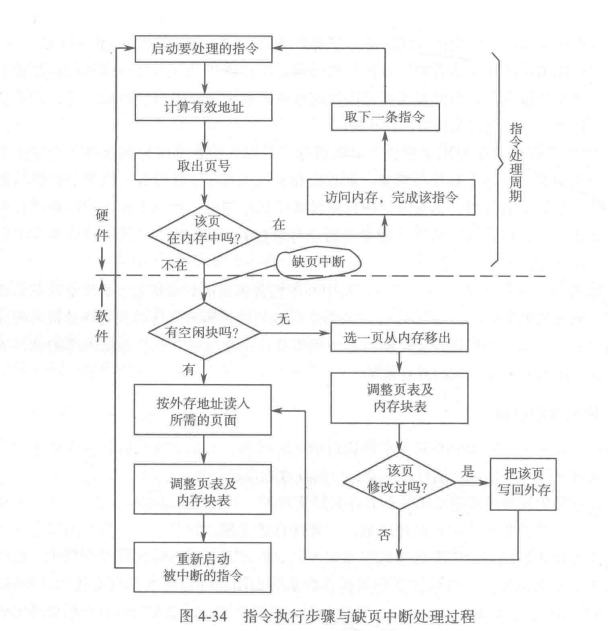 启动要处理的指令
计算有效地址
取下一条指令
取出页号
访问内存，完成该指令
指令处理周期
该页
在内存中吗？
在
不在
硬件
缺页中断
软件
有空闲块吗？
无
有
选一页从内存移出
按外存地址读入
所需的页面
调整页表及
内存块表
调整页表及
内存块表
该页
修改过吗？
是
否
把该页
写回外存
重新启动
被中断的指令
图 4-34 指令执行步骤与缺页中断处理过程